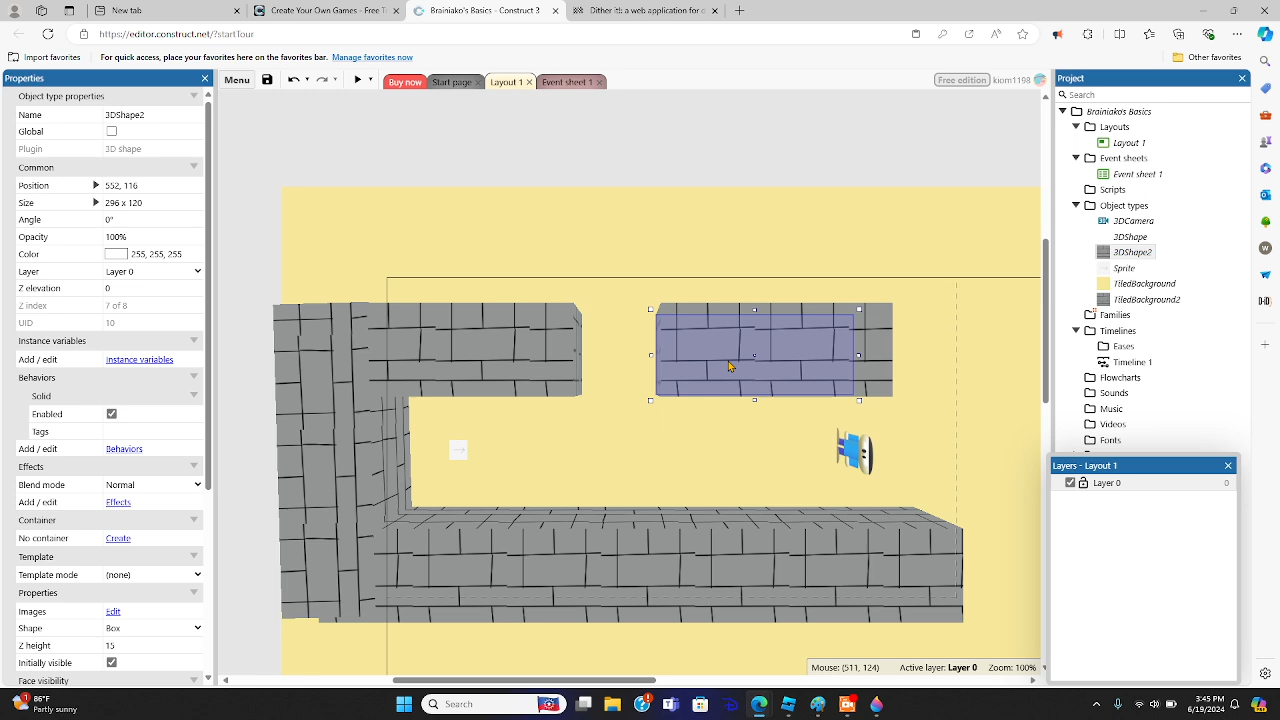 New tab
Create Your Own Games - Free Tr
Brainiako's Basics - Construct 3
Dither it!: a web application for d
https://editor.construct.net/?startTour
Import favorites
For quick access, place your favorites here on the favorites bar. Manage favorites now
Other favorites
Properties
Menu
Buy now
Start page
Layout 1
Event sheet 1
Free edition
kiom1198
Project
Object type properties
Name 3DShape2
Global
Plugin 3D shape
Common
Position 552, 116
Size 296 x 120
Angle 0°
Opacity 100%
Color 255, 255, 255
Layer Layer 0
Z elevation 0
Z index 7 of 8
UID 10
Instance variables
Add / edit Instance variables
Behaviors
Solid
Enabled
Tags
Add / edit Behaviors
Effects
Blend mode Normal
Add / edit Effects
Container
No container Create
Template
Template mode (none)
Properties
Images Edit
Shape Box
Z height 15
Initially visible
Face visibility
Search
Brainiako's Basics
Layouts
Layout 1
Event sheets
Event sheet 1
Scripts
Object types
3DCamera
3DShape
3DShape2
Sprite
TiledBackground
TiledBackground2
Families
Timelines
Eases
Timeline 1
Flowcharts
Sounds
Music
Videos
Fonts
Layers - Layout 1
Layer 0 0
Mouse: (511, 124) Active layer: Layer 0 Zoom: 100%
86°F
Partly sunny
Search
3:45 PM
6/19/2024